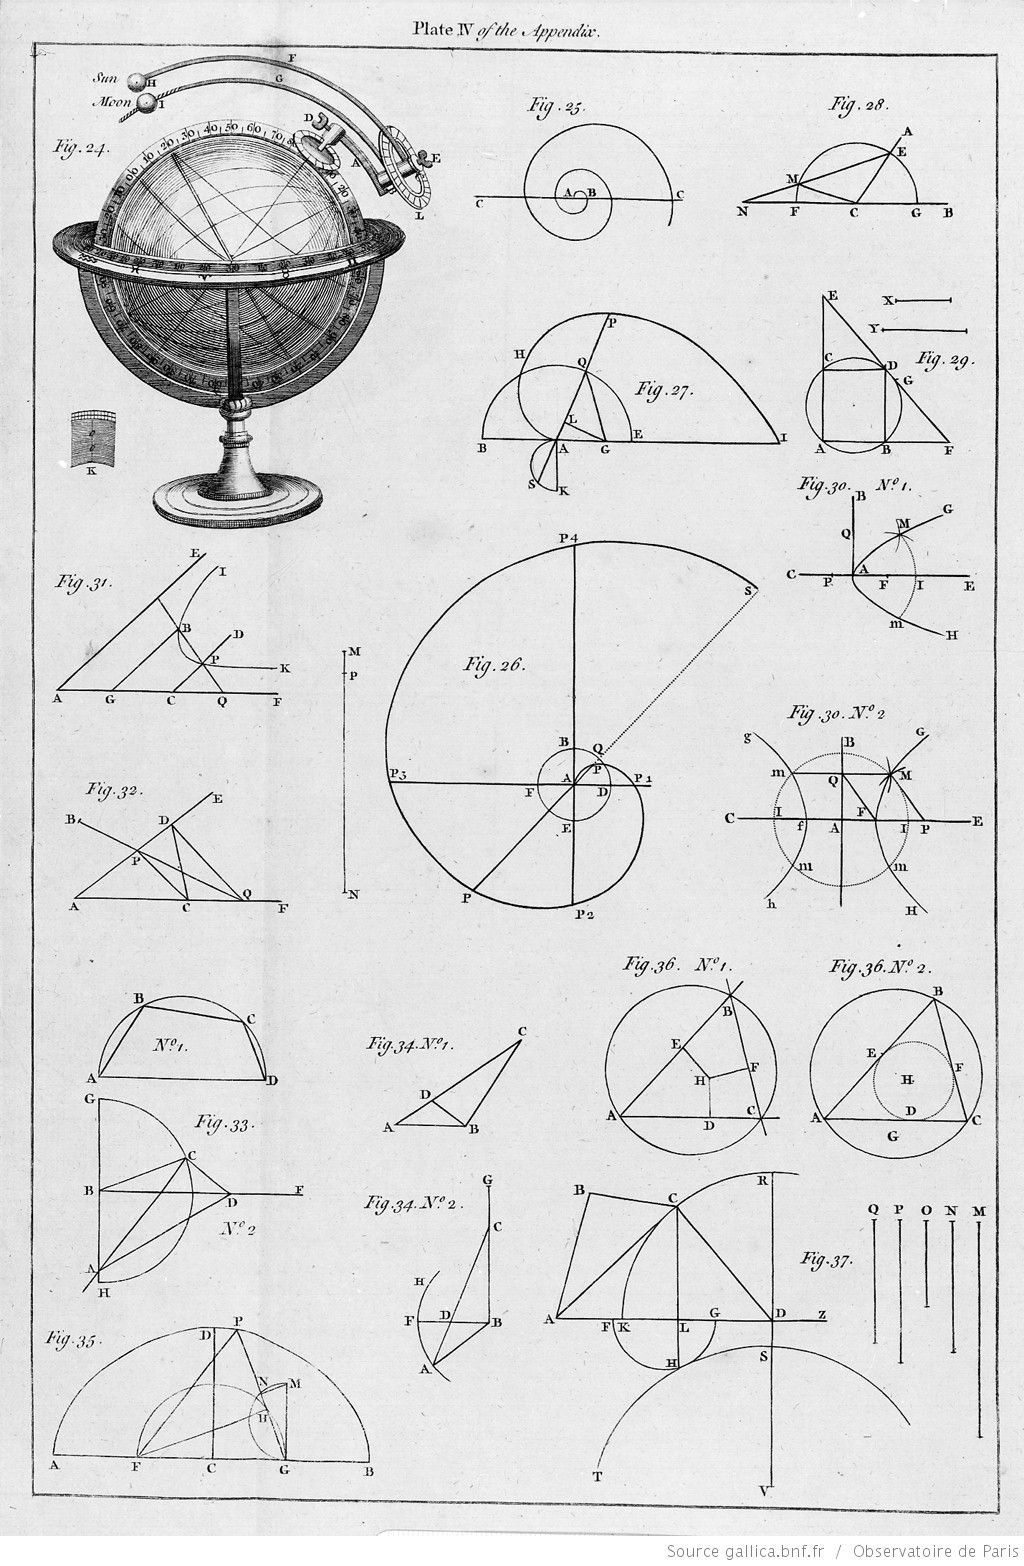 Plate IV of the Appendix.
Sun H
Moon I
F
G
D
A
E
B
L
Fig. 24.
K
Fig. 25.
C A B C
Fig. 28.
A
E
M
N F C G B
Fig. 27.
P
H
Q
L
B A G E I
S K
Fig. 29.
E
X
Y
C D
G
A B F
Fig. 30. No. 1.
B
G
M
Q
A
C P F I E
m
H
Fig. 31.
E
I
B D
P
K
A G C Q F
M
P
N
Fig. 26.
P4
S
B Q
P
P3 A P1
F D
E
P
P2
Fig. 30. No. 2
g B G
m Q M
C I f A F I P E
m m
h H
Fig. 32.
B D E
P
A C Q F
No. 1.
B
C
A D
Fig. 33.
G
C
B D F
No. 2
A
H
Fig. 34. No. 1.
C
D
A B
Fig. 34. No. 2.
G
C
H
F D B
A
Fig. 36. No. 1.
B
E
H F
A D C
Fig. 36. No. 2.
B
E F
H
A D C
G
Fig. 35.
D P
N M
H
A F C G B
Fig. 37.
B C R
A F K L G D Z
H S
T V
Q P O N M
Source gallica.bnf.fr / Observatoire de Paris